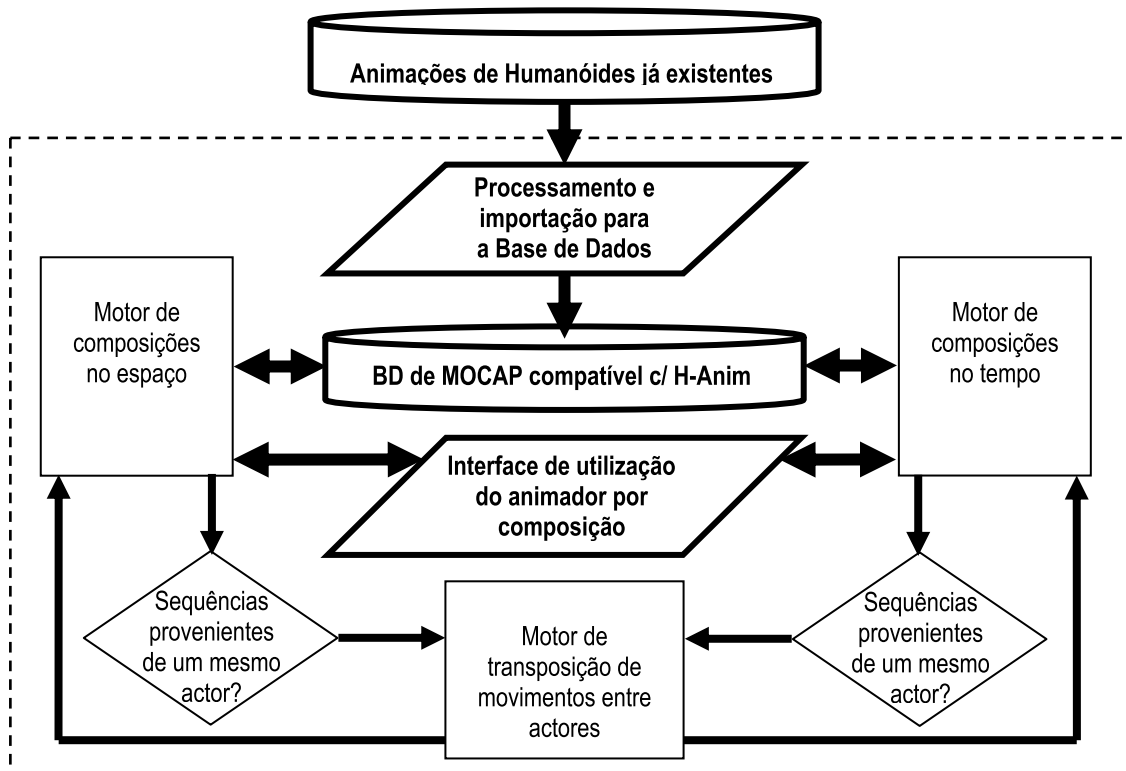 Animações de Humanóides já existentes
Processamento e
importação para
a Base de Dados
Motor de
composições
no espaço
BD de MOCAP compatível c/ H-Anim
Motor de
composições
no tempo
Interface de utilização
do animador por
composição
Sequências
provenientes
de um mesmo
actor?
Motor de
transposição de
movimentos entre
actores
Sequências
provenientes
de um mesmo
actor?